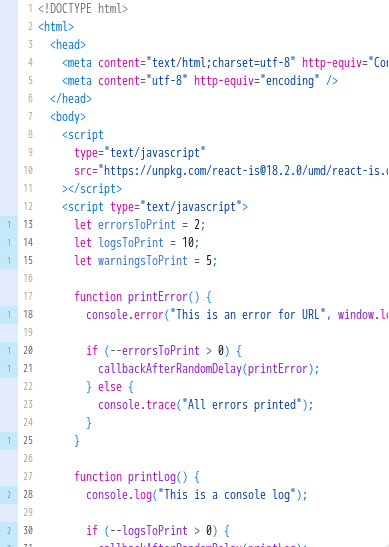 1 <!DOCTYPE html>
2 <html>
3 <head>
4 <meta content="text/html;charset=utf-8" http-equiv="Con
5 <meta content="utf-8" http-equiv="encoding" />
6 </head>
7 <body>
8 <script
9 type="text/javascript"
10 src="https://unpkg.com/react-is@18.2.0/umd/react-is.
11 ></script>
12 <script type="text/javascript">
1 13 let errorsToPrint = 2;
1 14 let logsToPrint = 10;
1 15 let warningsToPrint = 5;
16
17 function printError() {
1 18 console.error("This is an error for URL", window.lo
19
1 20 if (--errorsToPrint > 0) {
1 21 callbackAfterRandomDelay(printError);
22 } else {
23 console.trace("All errors printed");
24 }
1 25 }
26
27 function printLog() {
2 28 console.log("This is a console log");
29
2 30 if (--logsToPrint > 0) {
callbackAfterRandomDelay(printLog);